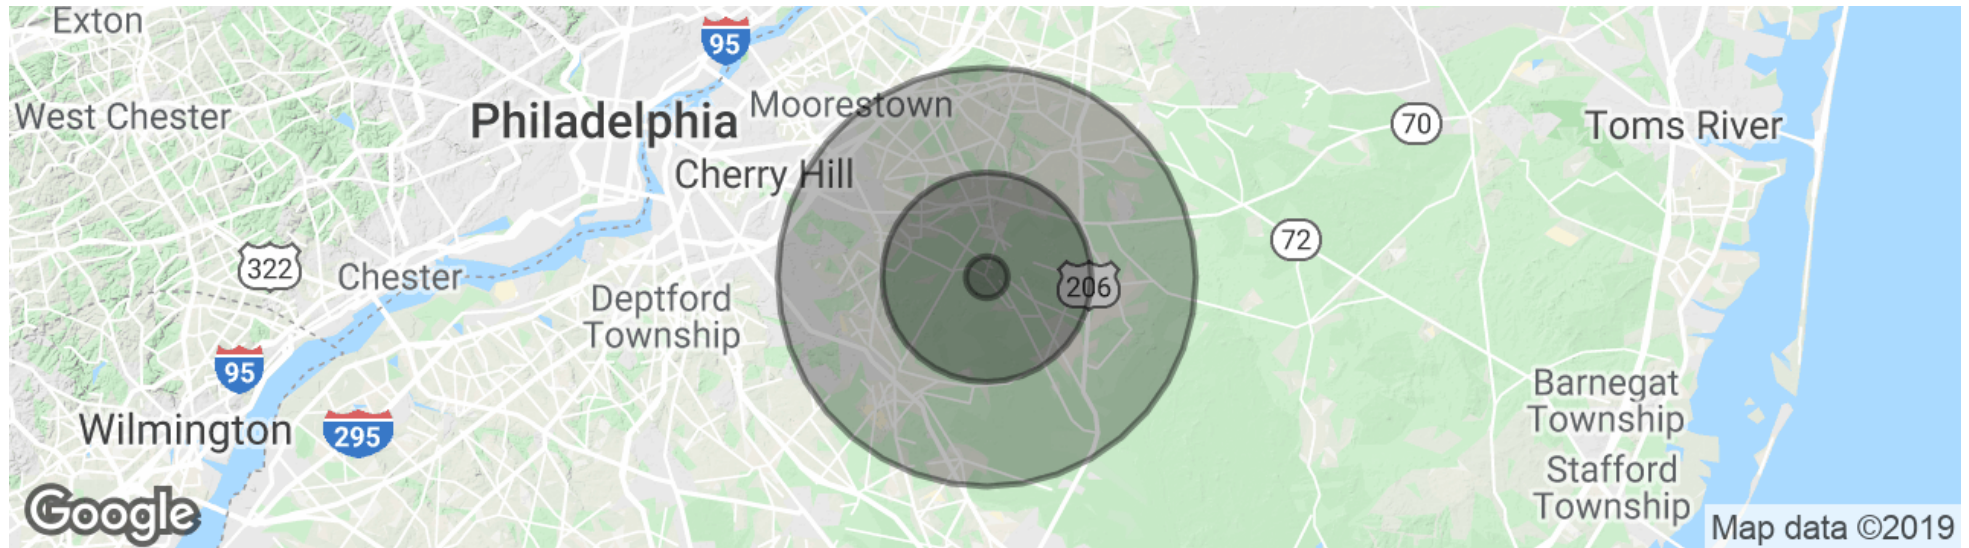 Exton
95
West Chester
Philadelphia
Moorestown
Cherry Hill
70
Toms River
322
Chester
72
206
Deptford
Township
95
Wilmington
295
Barnegat
Township
Stafford
Township
Google
Map data ©2019